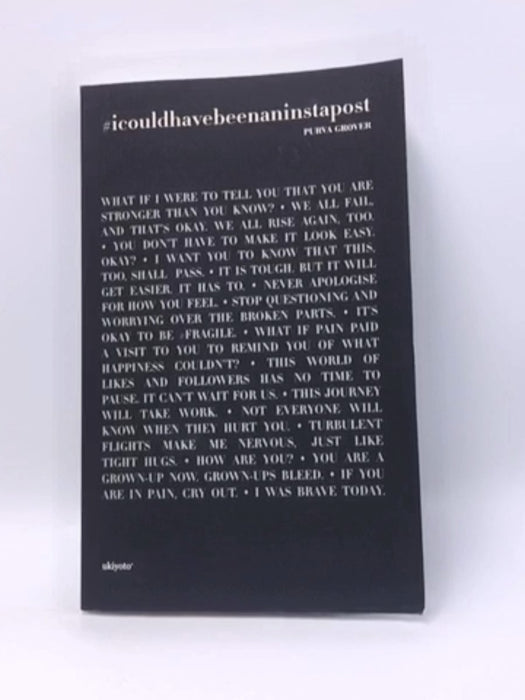 #icouldhavebeenaninstapost
PURVA GROVER
WHAT IF I WERE TO TELL YOU THAT YOU ARE
STRONGER THAN YOU KNOW? • WE ALL FAIL,
AND THAT'S OKAY. WE ALL RISE AGAIN, TOO.
• YOU DON'T HAVE TO MAKE IT LOOK EASY,
OKAY? • I WANT YOU TO KNOW THAT THIS,
TOO, SHALL PASS. • IT IS TOUGH, BUT IT WILL
GET EASIER. IT HAS TO. • NEVER APOLOGISE
FOR HOW YOU FEEL. • STOP QUESTIONING AND
WORRYING OVER THE BROKEN PARTS. • IT'S
OKAY TO BE #FRAGILE. • WHAT IF PAIN PAID
A VISIT TO YOU TO REMIND YOU OF WHAT
HAPPINESS COULDN'T? • THIS WORLD OF
LIKES AND FOLLOWERS HAS NO TIME TO
PAUSE. IT CAN'T WAIT FOR US. • THIS JOURNEY
WILL TAKE WORK. • NOT EVERYONE WILL
KNOW WHEN THEY HURT YOU. • TURBULENT
FLIGHTS MAKE ME NERVOUS, JUST LIKE
TIGHT HUGS. • HOW ARE YOU? • YOU ARE A
GROWN-UP NOW. GROWN-UPS BLEED. • IF YOU
ARE IN PAIN, CRY OUT. • I WAS BRAVE TODAY.
ukiyoto